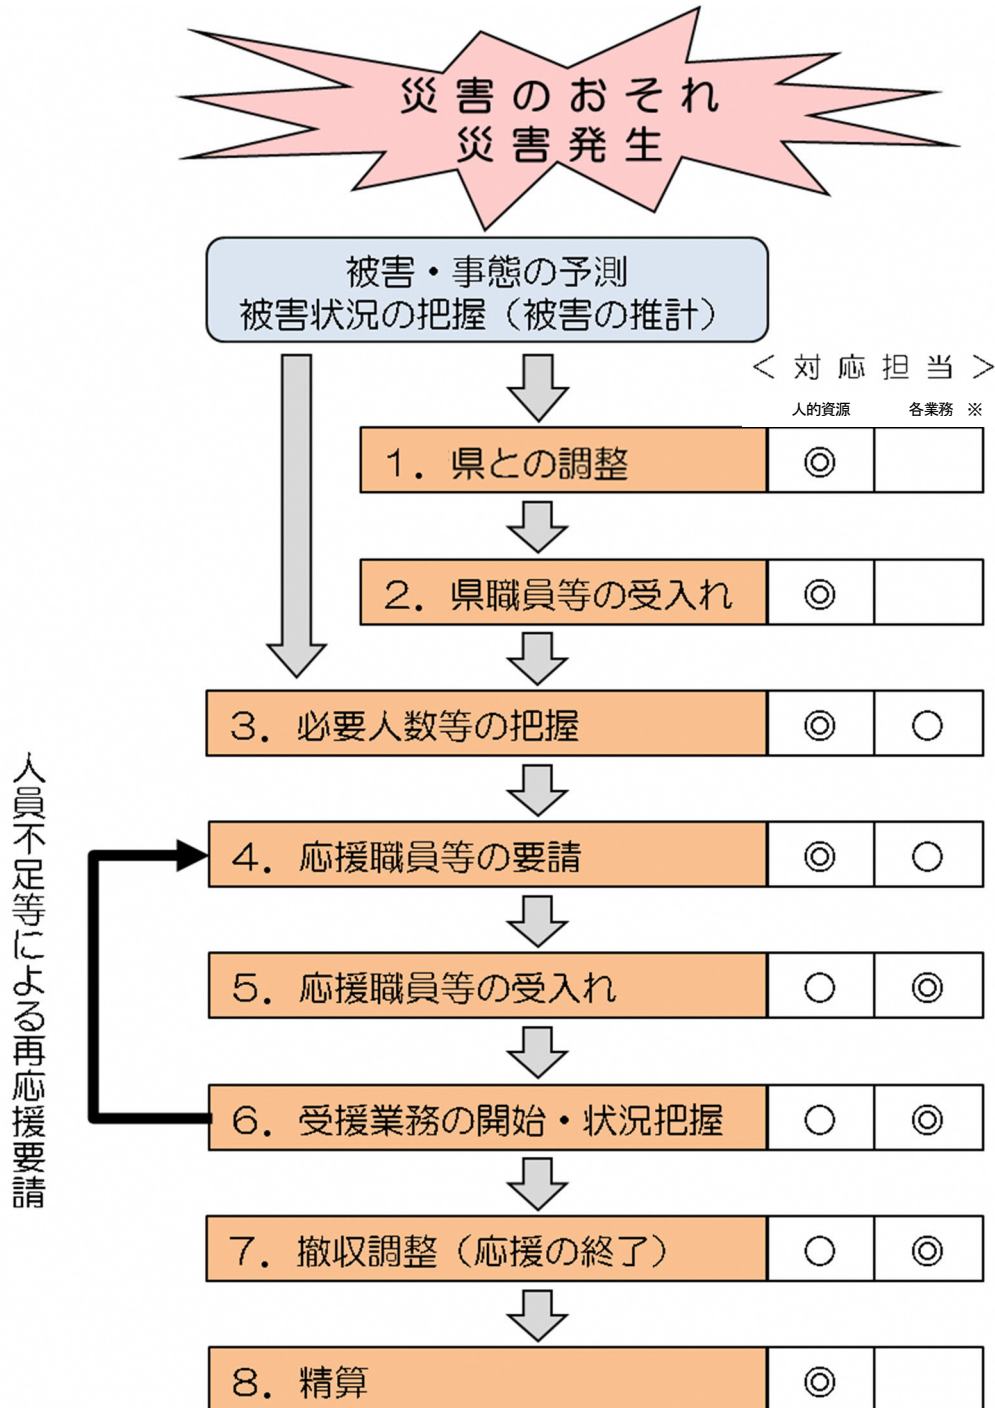 災害のおそれ
災害発生
被害・事態の予測
被害状況の把握（被害の推計）
＜対応担当＞
人的資源 各業務 ※
１．県との調整 ◎
２．県職員等の受入れ ◎
３．必要人数等の把握 ◎ ○
４．応援職員等の要請 ◎ ○
５．応援職員等の受入れ ○ ◎
６．受援業務の開始・状況把握 ○ ◎
７．撤収調整（応援の終了） ○ ◎
８．精算 ◎
人員不足等による再応援要請